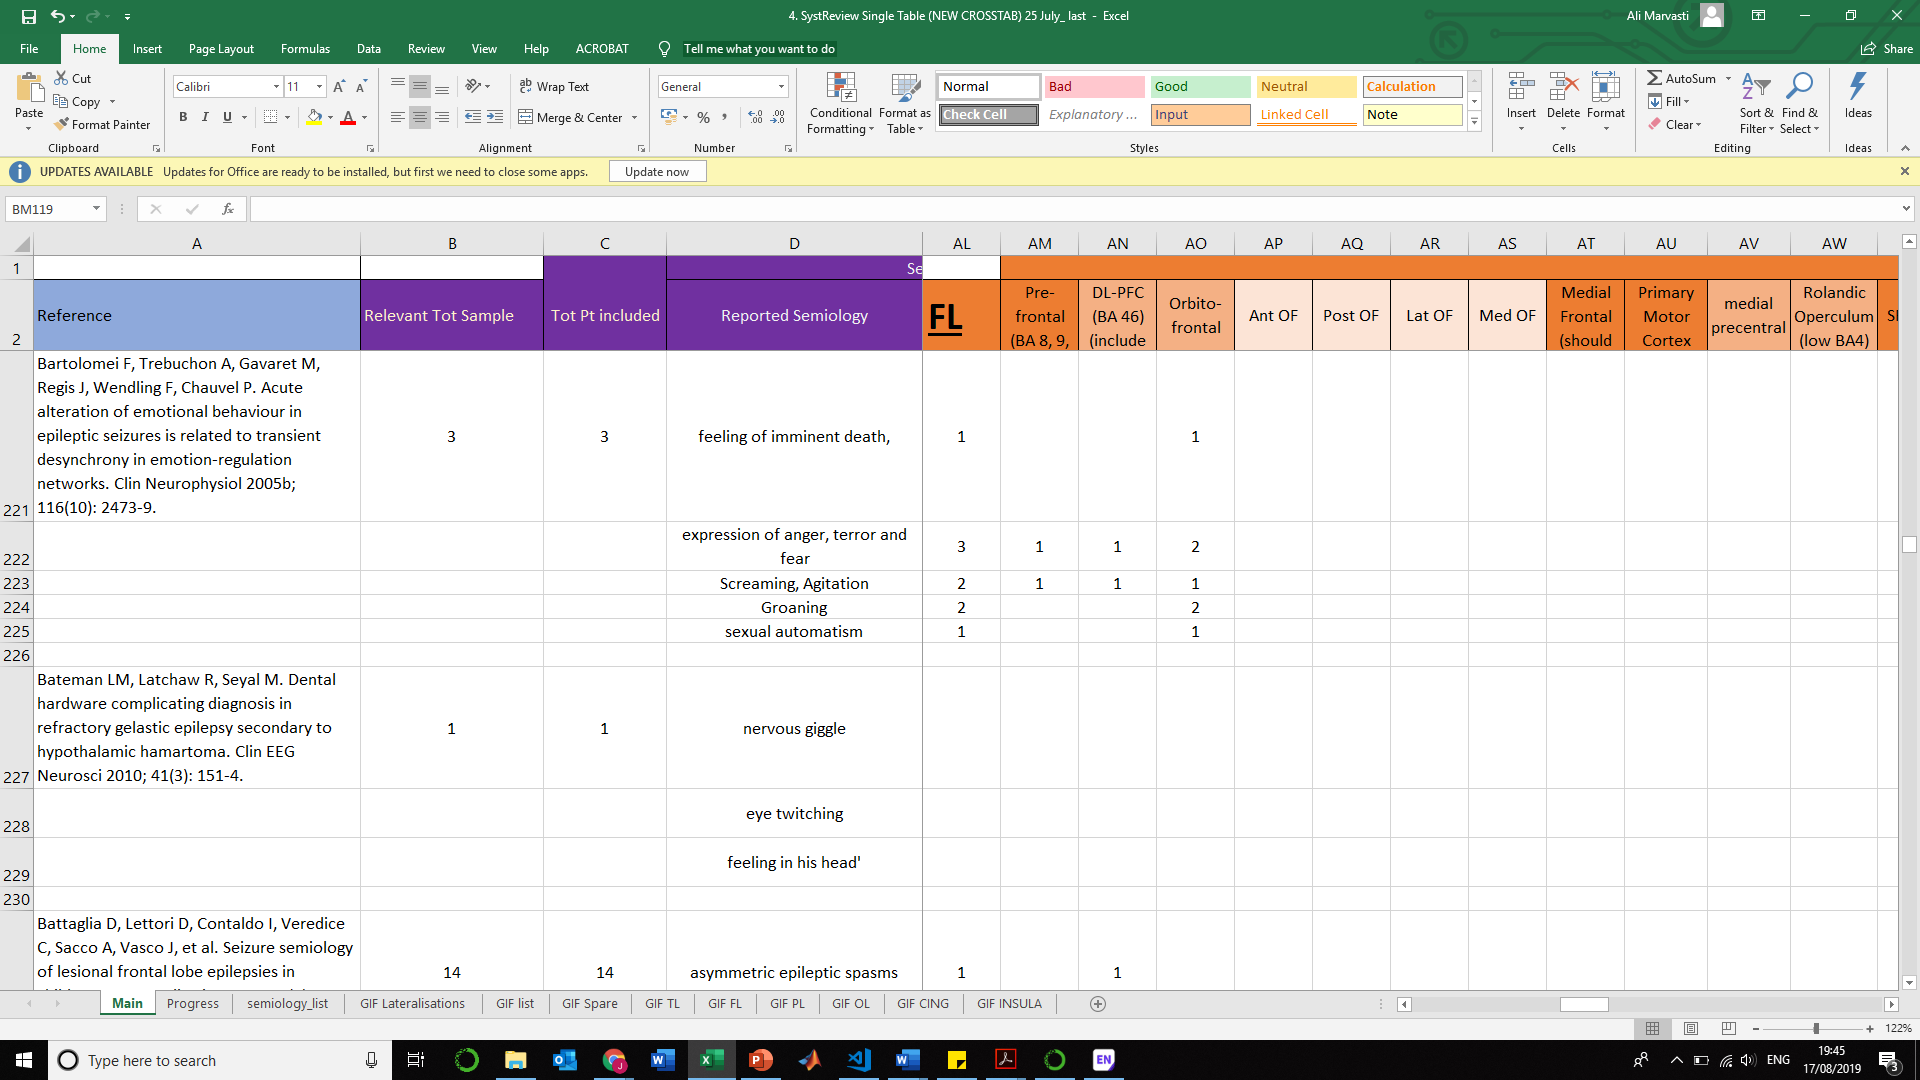 4. SystReview Single Table (NEW CROSSTAB) 25 July_ last - Excel
Ali Marvasti
File Home Insert Page Layout Formulas Data Review View Help ACROBAT Tell me what you want to do Share
Paste Cut Copy Format Painter Clipboard
Calibri 11 B I U Font
Wrap Text Merge & Center Alignment
General % , Number
Conditional Formatting Format as Table
Normal Bad Good Neutral Calculation
Check Cell Explanatory ... Input Linked Cell Note
Styles
Insert Delete Format Cells
AutoSum Fill Clear Sort & Filter Find & Select Editing
Ideas Ideas
UPDATES AVAILABLE Updates for Office are ready to be installed, but first we need to close some apps. Update now
BM119 fx
A B C D AL AM AN AO AP AQ AR AS AT AU AV AW
1 Se
2 Reference Relevant Tot Sample Tot Pt included Reported Semiology FL Pre-frontal (BA 8, 9, DL-PFC (BA 46) (include Orbito-frontal Ant OF Post OF Lat OF Med OF Medial Frontal (should Primary Motor Cortex medial precentral Rolandic Operculum (low BA4)
Bartolomei F, Trebuchon A, Gavaret M,
Regis J, Wendling F, Chauvel P. Acute
alteration of emotional behaviour in
epileptic seizures is related to transient
desynchrony in emotion-regulation
networks. Clin Neurophysiol 2005b;
116(10): 2473-9.
221 3 3 feeling of imminent death, 1 1
222 expression of anger, terror and fear 3 1 1 2
223 Screaming, Agitation 2 1 1 1
224 Groaning 2 2
225 sexual automatism 1 1
226
Bateman LM, Latchaw R, Seyal M. Dental
hardware complicating diagnosis in
refractory gelastic epilepsy secondary to
hypothalamic hamartoma. Clin EEG
Neurosci 2010; 41(3): 151-4.
227 1 1 nervous giggle
228 eye twitching
229 feeling in his head'
230
Battaglia D, Lettori D, Contaldo I, Veredice
C, Sacco A, Vasco J, et al. Seizure semiology
of lesional frontal lobe epilepsies in
14 14 asymmetric epileptic spasms 1 1
Main Progress semiology_list GIF Lateralisations GIF list GIF Spare GIF TL GIF FL GIF PL GIF OL GIF CING GIF INSULA
122%
Type here to search
EN
ENG
19:45
17/08/2019
3